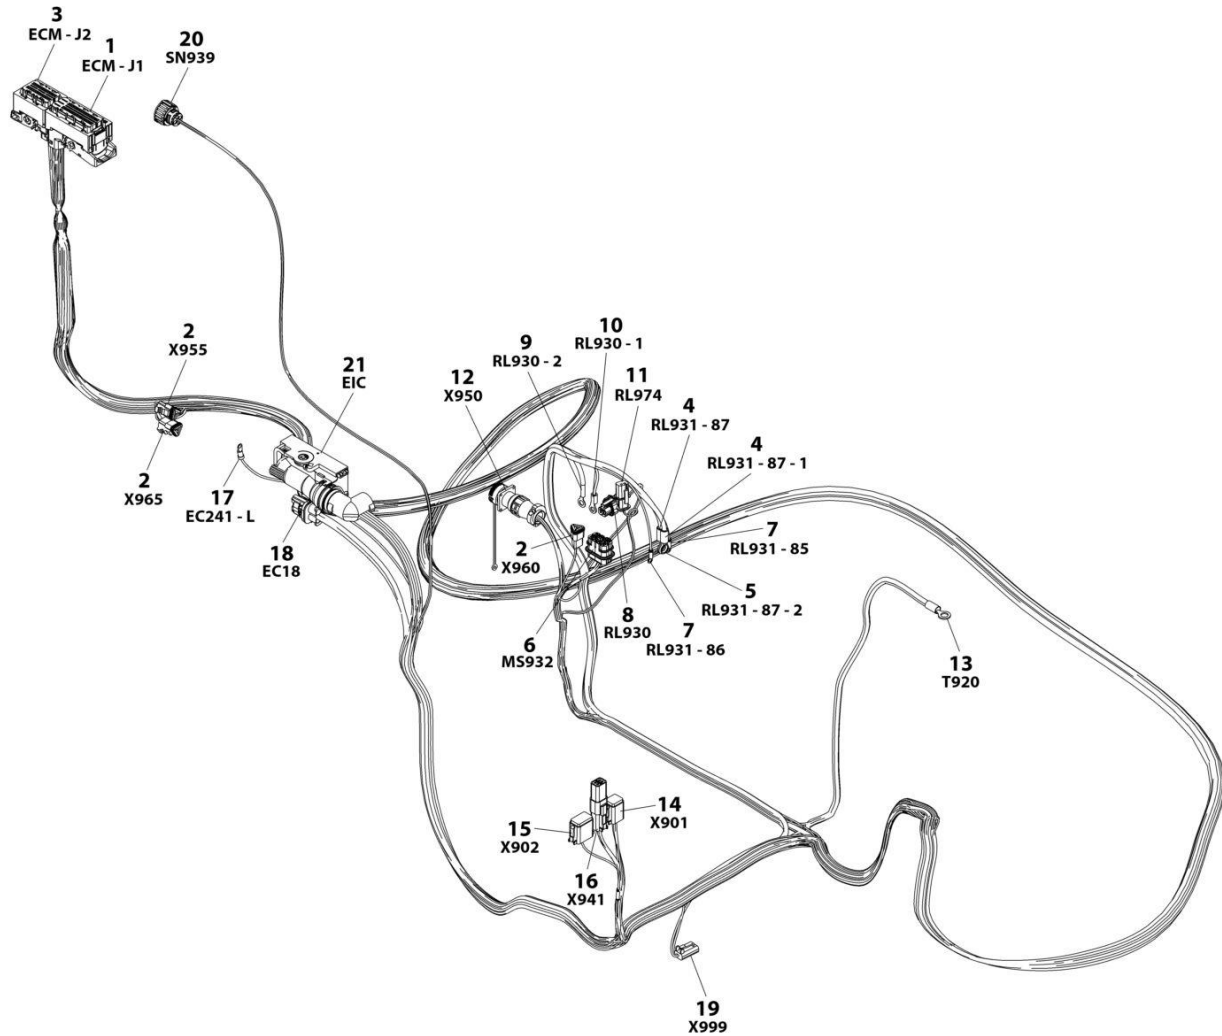 3
ECM - J2
1
ECM - J1
20
SN939
2
X955
21
EIC
12
X950
9
RL930 - 2
10
RL930 - 1
11
RL974
4
RL931 - 87
4
RL931 - 87 - 1
2
X965
17
EC241 - L
18
EC18
2
X960
7
RL931 - 85
5
RL931 - 87 - 2
8
RL930
7
RL931 - 86
6
MS932
13
T920
14
X901
15
X902
16
X941
19
X999